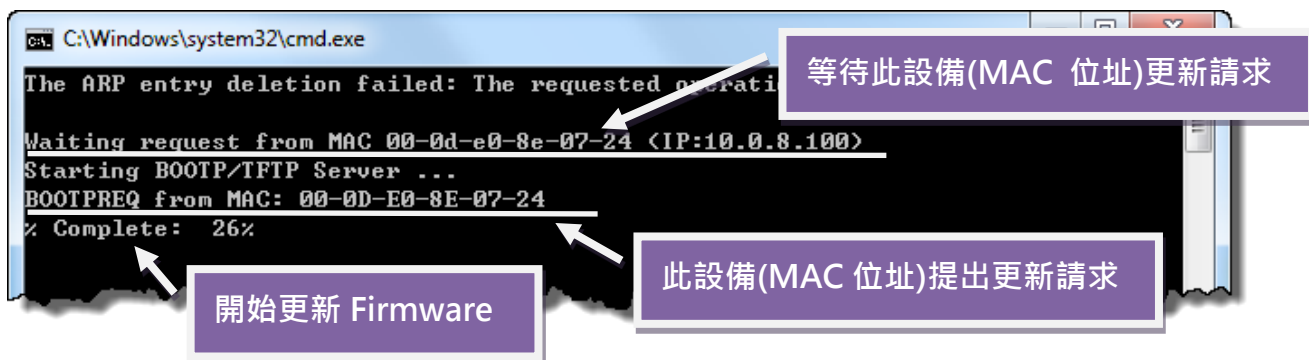 C:\Windows\system32\cmd.exe
The ARP entry deletion failed: The requested
等待此設備(MAC 位址)更新請求
Waiting request from MAC 00-0d-e0-8e-07-24 (IP:10.0.8.100)
Starting BOOTP/TFTP Server ...
BOOTPREQ from MAC: 00-0D-E0-8E-07-24
% Complete: 26%
此設備(MAC 位址)提出更新請求
開始更新 Firmware